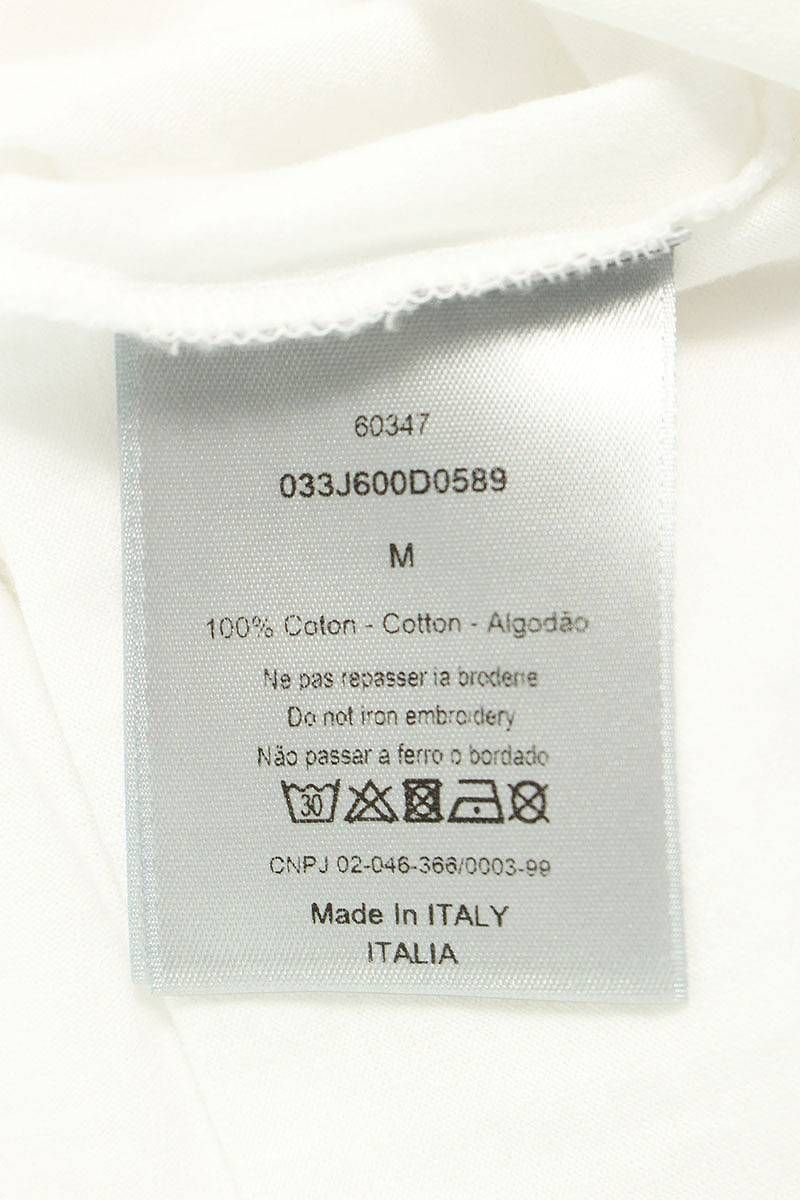 60347
033J600D0589
M
100% Coton - Cotton - Algodão
Ne pas repasser la broderie
Do not iron embroidery
Não passar a ferro o bordado
30
CNPJ 02-046-366/0003-99
Made In ITALY
ITALIA